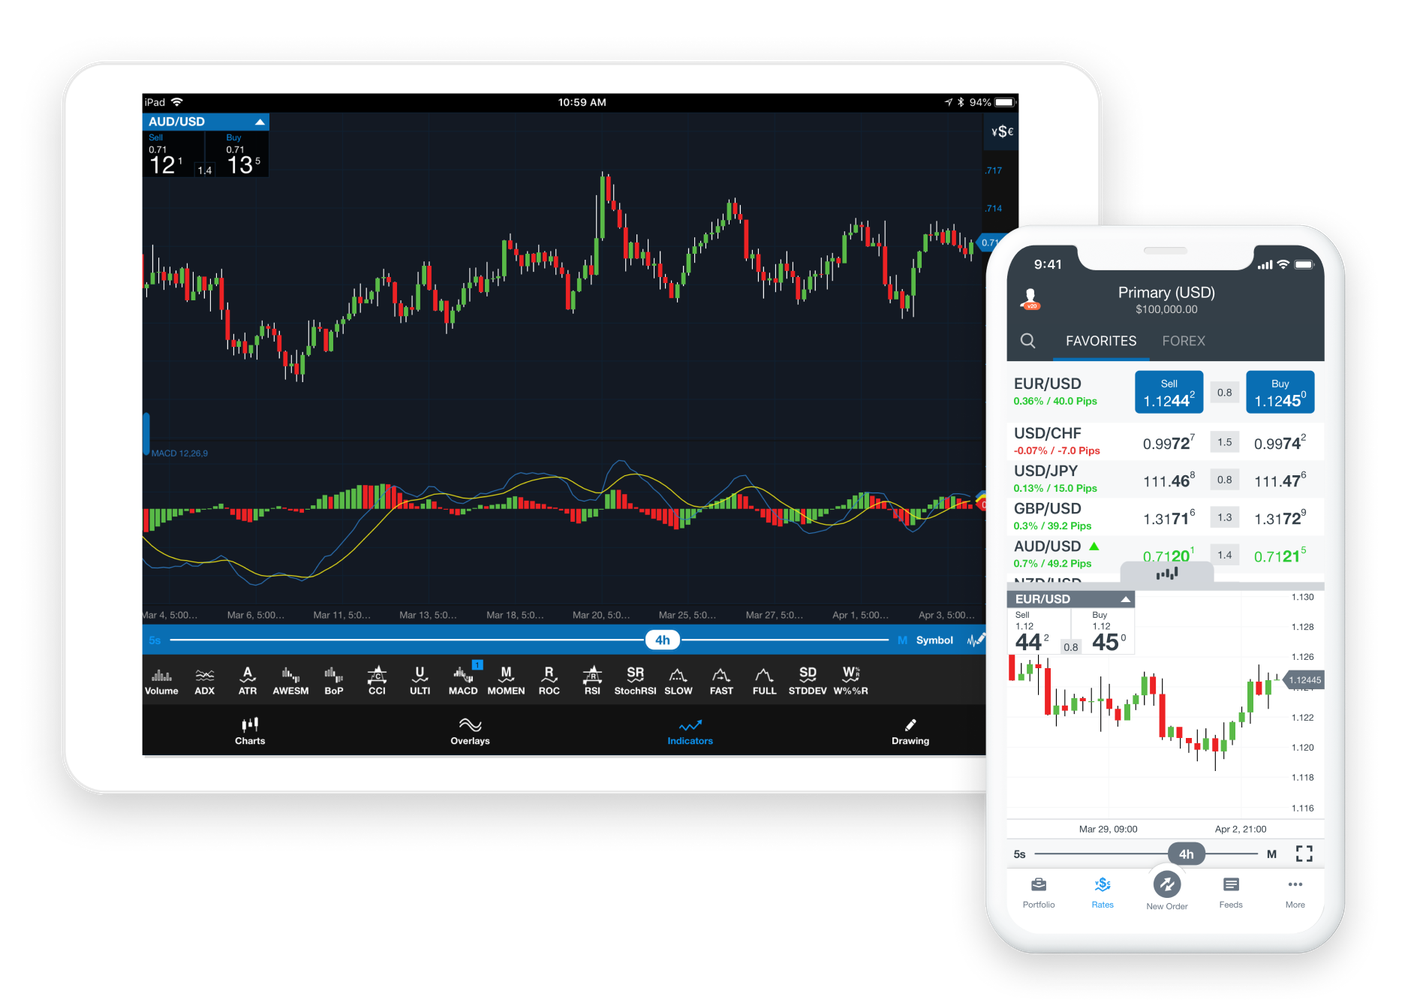 iPad 10:59 AM 94%
AUD/USD
Sell Buy
0.71 0.71
12 1 1.4 13 5
¥$€
.717
.714
0.71
MACD 12,26,9
Mar 4, 5:00... Mar 6, 5:00... Mar 11, 5:0... Mar 13, 5:0... Mar 18, 5:0... Mar 20, 5:0... Mar 25, 5:0... Mar 27, 5:0... Apr 1, 5:00... Apr 3, 5:00...
5s 4h M Symbol
A C U 1 M R R SR SD W%R
Volume ADX ATR AWESM BoP CCI ULTI MACD MOMEN ROC RSI StochRSI SLOW FAST FULL STDDEV W%%R
Charts Overlays Indicators Drawing
9:41
Primary (USD)
x20 $100,000.00
FAVORITES FOREX
EUR/USD Sell Buy
0.36% / 40.0 Pips 1.1244 2 0.8 1.1245 0
USD/CHF 0.9972 7 1.5 0.9974 2
-0.07% / -7.0 Pips
USD/JPY 111.46 8 0.8 111.47 6
0.13% / 15.0 Pips
GBP/USD 1.3171 6 1.3 1.3172 9
0.3% / 39.2 Pips
AUD/USD 0.7120 1 1.4 0.7121 5
0.7% / 49.2 Pips
NZD/USD
EUR/USD
Sell Buy
1.12 1.12
44 2 0.8 45 0
1.130
1.128
1.126
1.12445
1.122
1.120
1.118
1.116
Mar 29, 09:00 Apr 2, 21:00
5s 4h M
Portfolio Rates New Order Feeds More